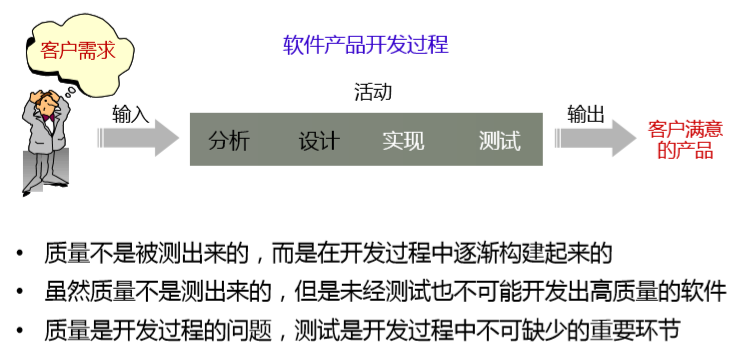 软件产品开发过程
客户需求
活动
输入
输出
分析 设计 实现 测试
客户满意
的产品
• 质量不是被测出来的，而是在开发过程中逐渐构建起来的
• 虽然质量不是测出来的，但是未经测试也不可能开发出高质量的软件
• 质量是开发过程的问题，测试是开发过程中不可缺少的重要环节